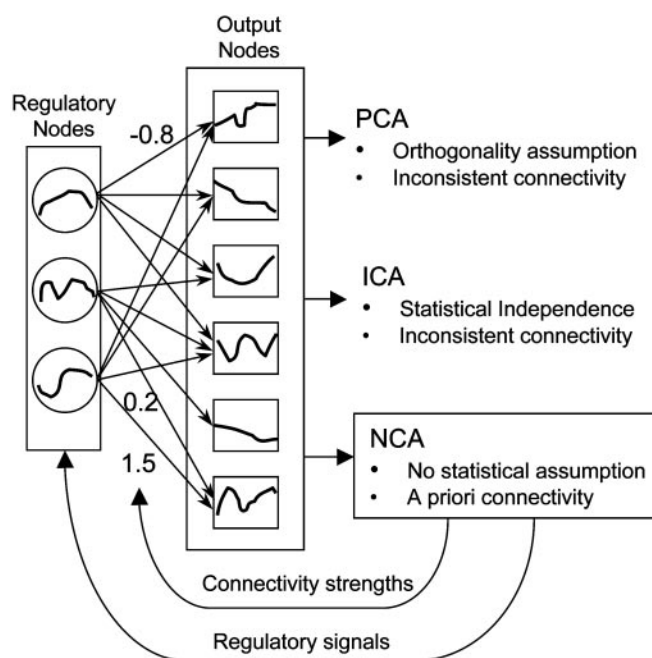 Output
Nodes
Regulatory
Nodes
-0.8
0.2
1.5
PCA
• Orthogonality assumption
• Inconsistent connectivity
ICA
• Statistical Independence
• Inconsistent connectivity
NCA
• No statistical assumption
• A priori connectivity
Connectivity strengths
Regulatory signals